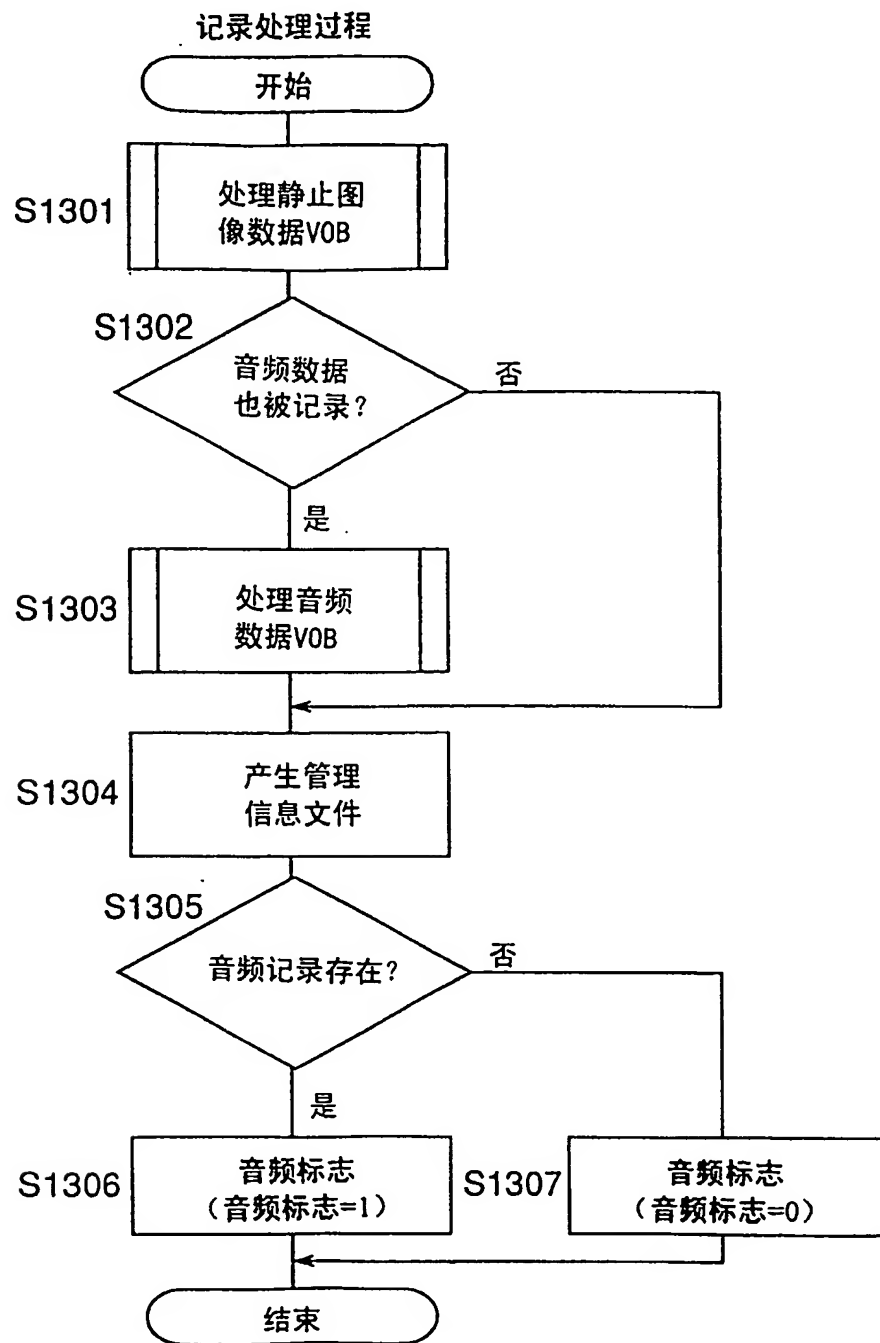 记录处理过程
开始
S1301
处理静止图
像数据VOB
S1302
音频数据
也被记录？
否
是
S1303
处理音频
数据VOB
S1304
产生管理
信息文件
S1305
音频记录存在？
否
是
S1306
音频标志
（音频标志=1）
S1307
音频标志
（音频标志=0）
结束